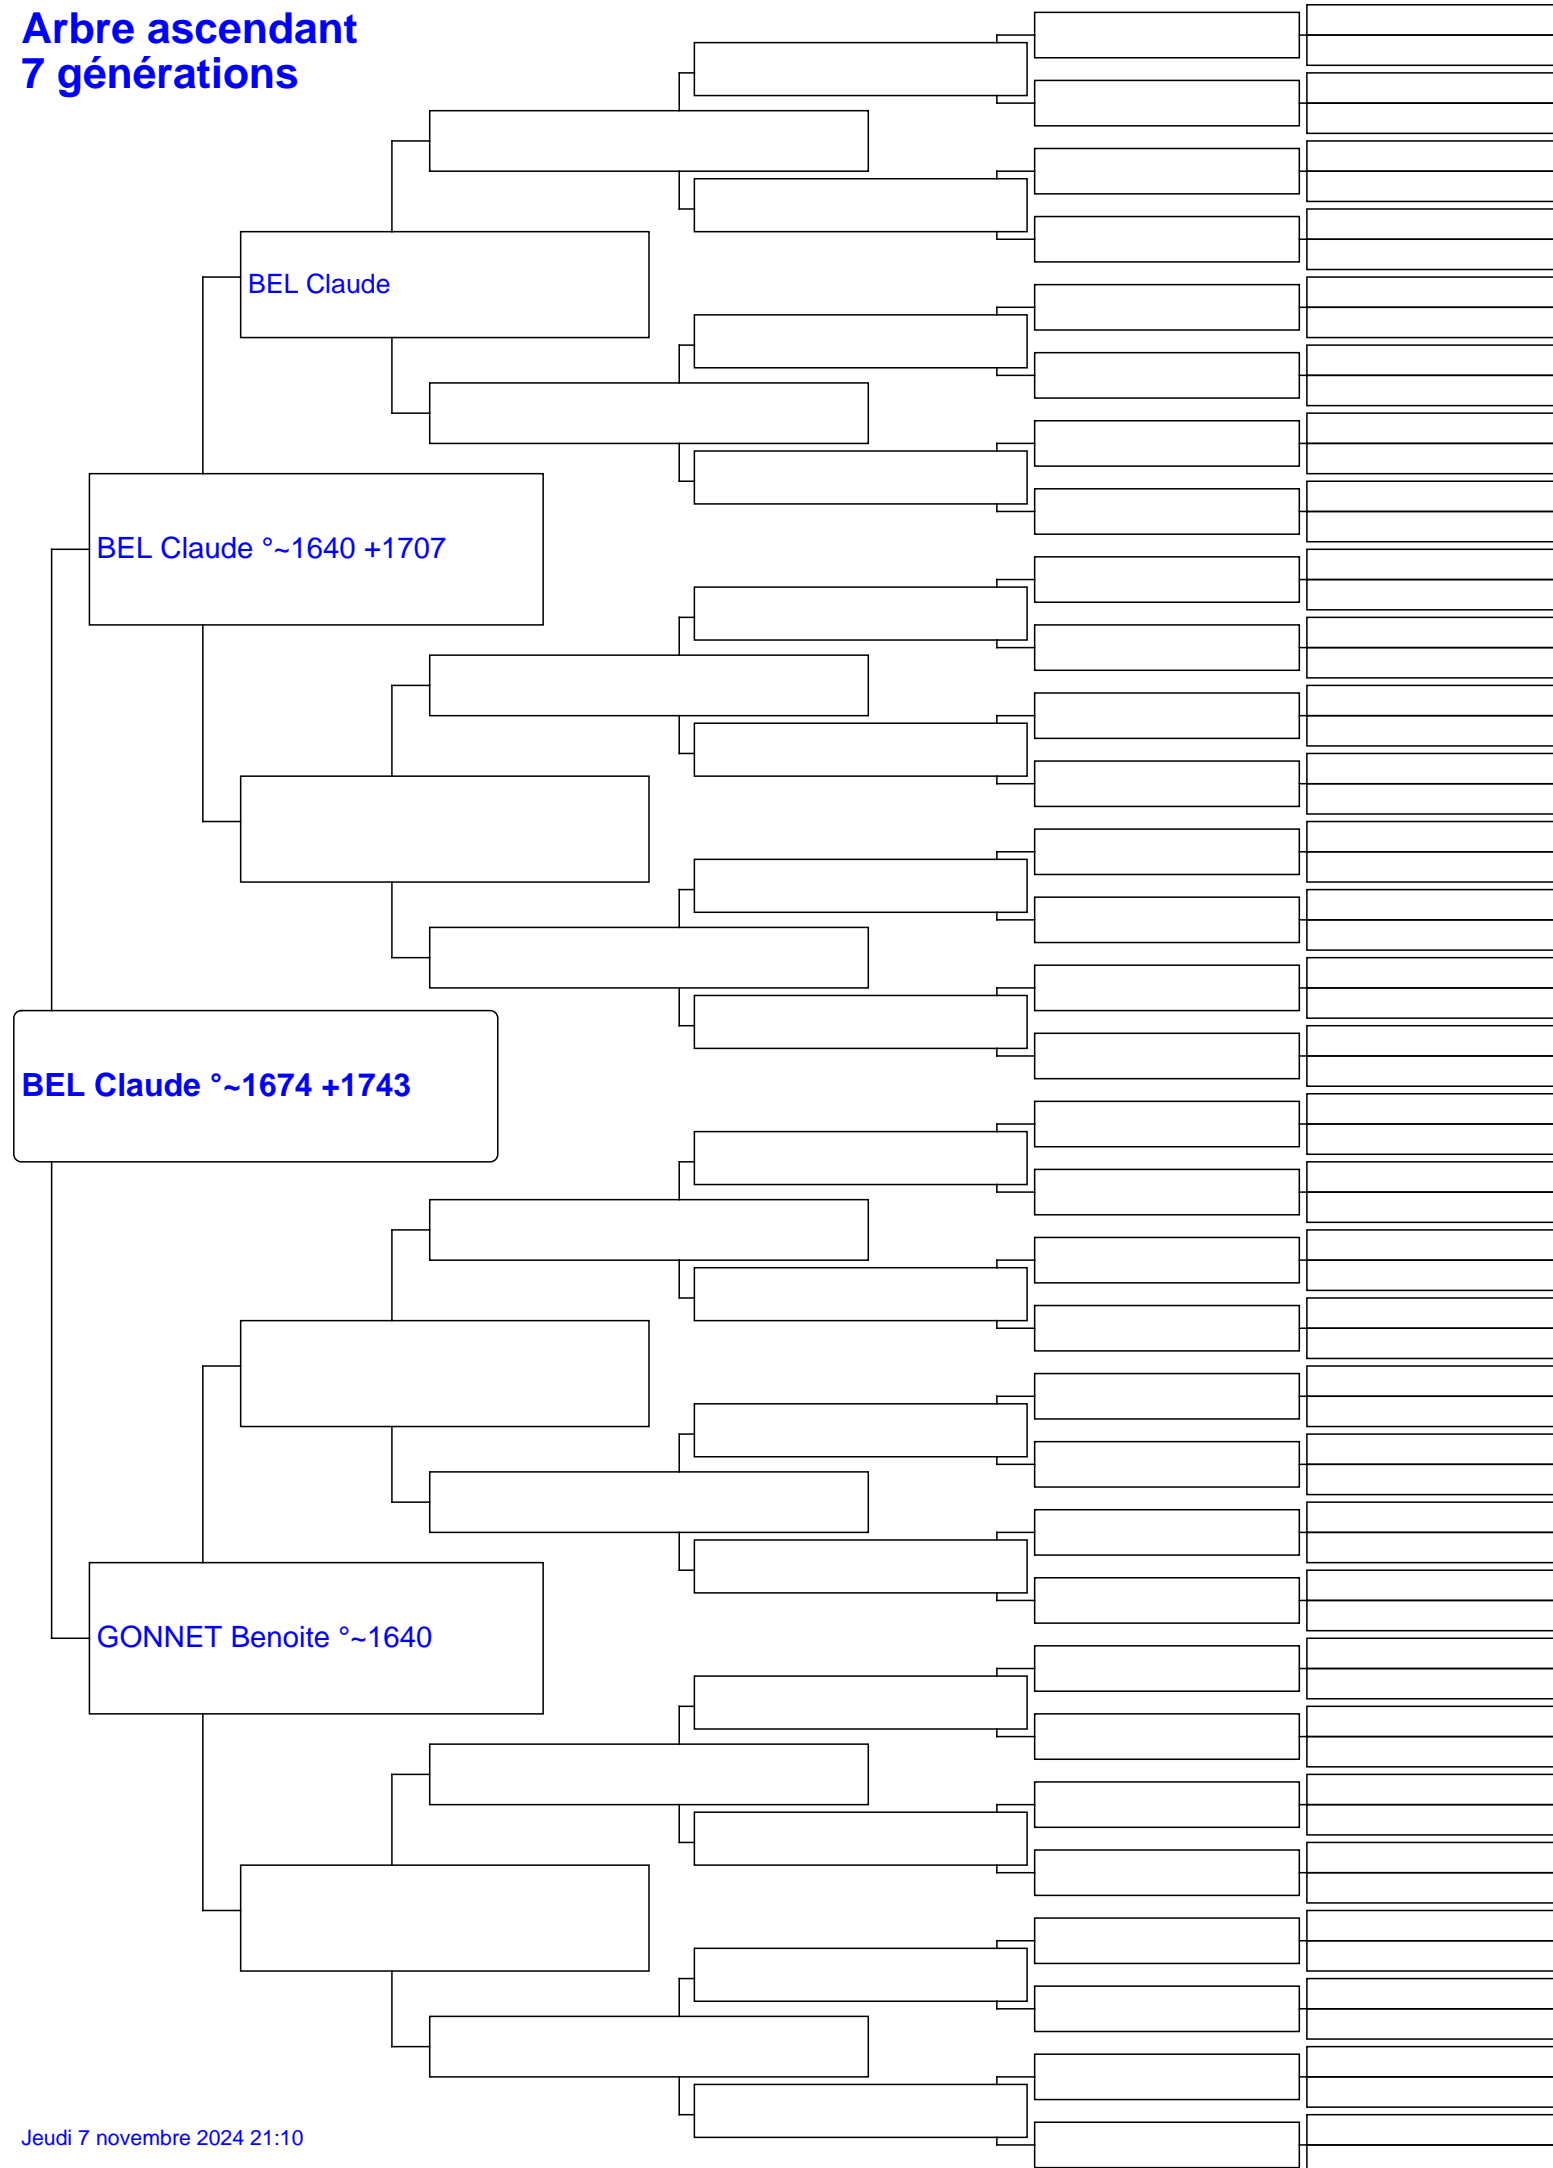 Arbre ascendant
7 générations
BEL Claude
BEL Claude °~1640 +1707
BEL Claude °~1674 +1743
GONNET Benoite °~1640
Jeudi 7 novembre 2024 21:10